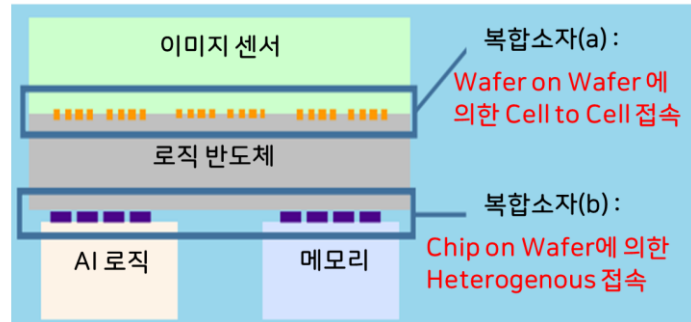 이미지 센서
복합소자(a) :
Wafer on Wafer 에
의한 Cell to Cell 접속
로직 반도체
복합소자(b) :
AI 로직
메모리
Chip on Wafer에 의한
Heterogenous 접속